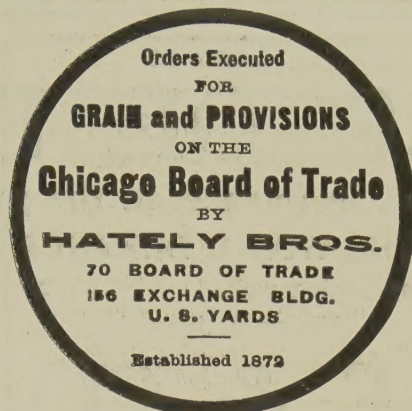 Orders Executed
FOR
GRAIN and PROVISIONS
ON THE
Chicago Board of Trade
BY
HATELY BROS.
70 BOARD OF TRADE
156 EXCHANGE BLDG.
U. S. YARDS
Established 1872